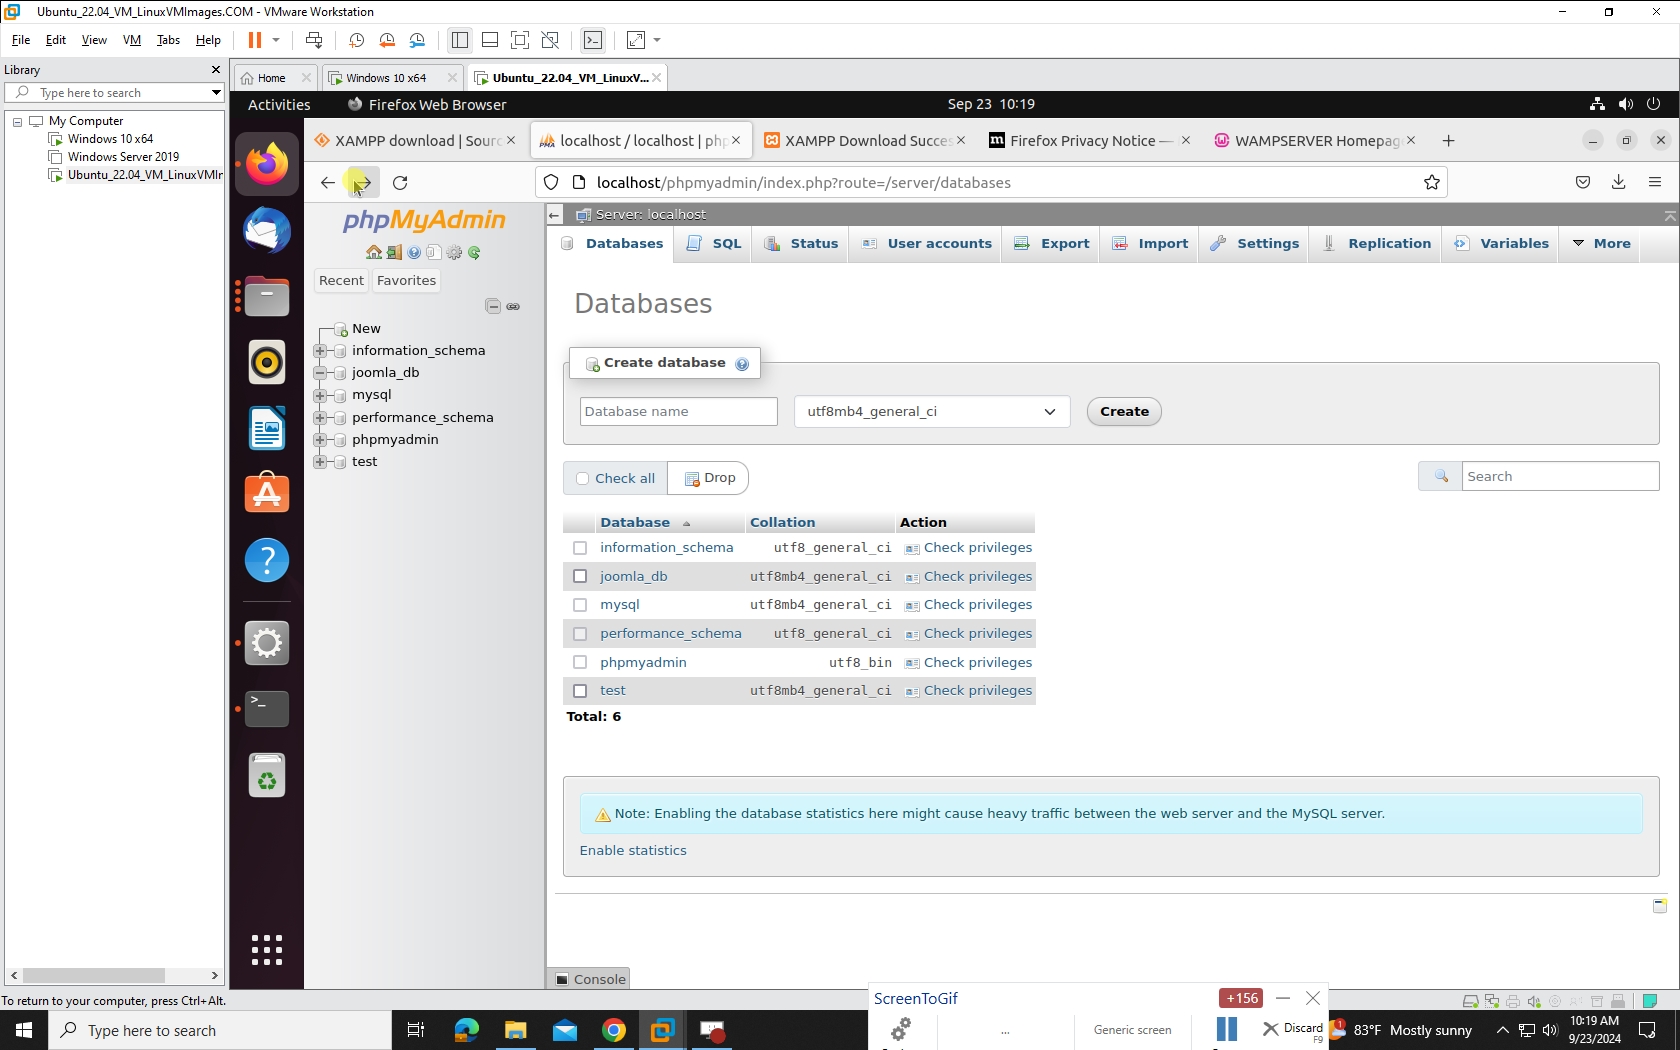 Ubuntu_22.04_VM_LinuxVMImages.COM - VMware Workstation
File Edit View VM Tabs Help
Library
Home
Windows 10 x64
Ubuntu_22.04_VM_LinuxV...
Type here to search
Activities
Firefox Web Browser
Sep 23 10:19
My Computer
Windows 10 x64
Windows Server 2019
Ubuntu_22.04_VM_LinuxVMIr
XAMPP download | Sourc
localhost / localhost | php
XAMPP Download Succes
Firefox Privacy Notice —
WAMPSERVER Homepag
localhost/phpmyadmin/index.php?route=/server/databases
phpMyAdmin
Server: localhost
Databases SQL Status User accounts Export Import Settings Replication Variables More
Recent Favorites
New
information_schema
joomla_db
mysql
performance_schema
phpmyadmin
test
Databases
Create database
Database name
utf8mb4_general_ci
Create
Check all
Drop
Search
Database Collation Action
information_schema utf8_general_ci Check privileges
joomla_db utf8mb4_general_ci Check privileges
mysql utf8mb4_general_ci Check privileges
performance_schema utf8_general_ci Check privileges
phpmyadmin utf8_bin Check privileges
test utf8mb4_general_ci Check privileges
Total: 6
Note: Enabling the database statistics here might cause heavy traffic between the web server and the MySQL server.
Enable statistics
Console
To return to your computer, press Ctrl+Alt.
ScreenToGif
+156
...
Generic screen
Discard
F9
Type here to search
83°F Mostly sunny
10:19 AM
9/23/2024